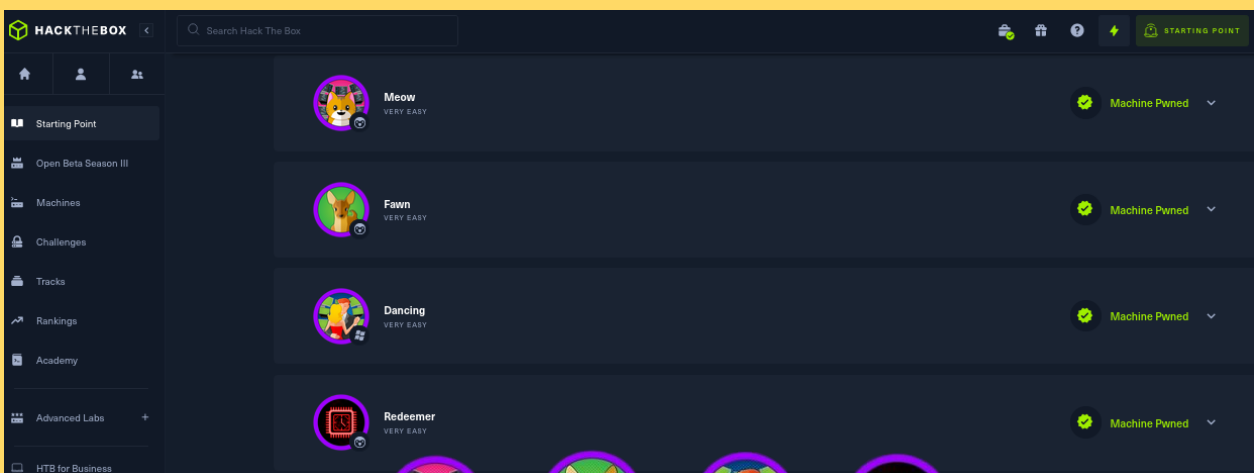 HACKTHEBOX
Search Hack The Box
STARTING POINT
Starting Point
Open Beta Season III
Machines
Challenges
Tracks
Rankings
Academy
Advanced Labs
HTB for Business
Meow
VERY EASY
Machine Pwned
Fawn
VERY EASY
Machine Pwned
Dancing
VERY EASY
Machine Pwned
Redeemer
VERY EASY
Machine Pwned